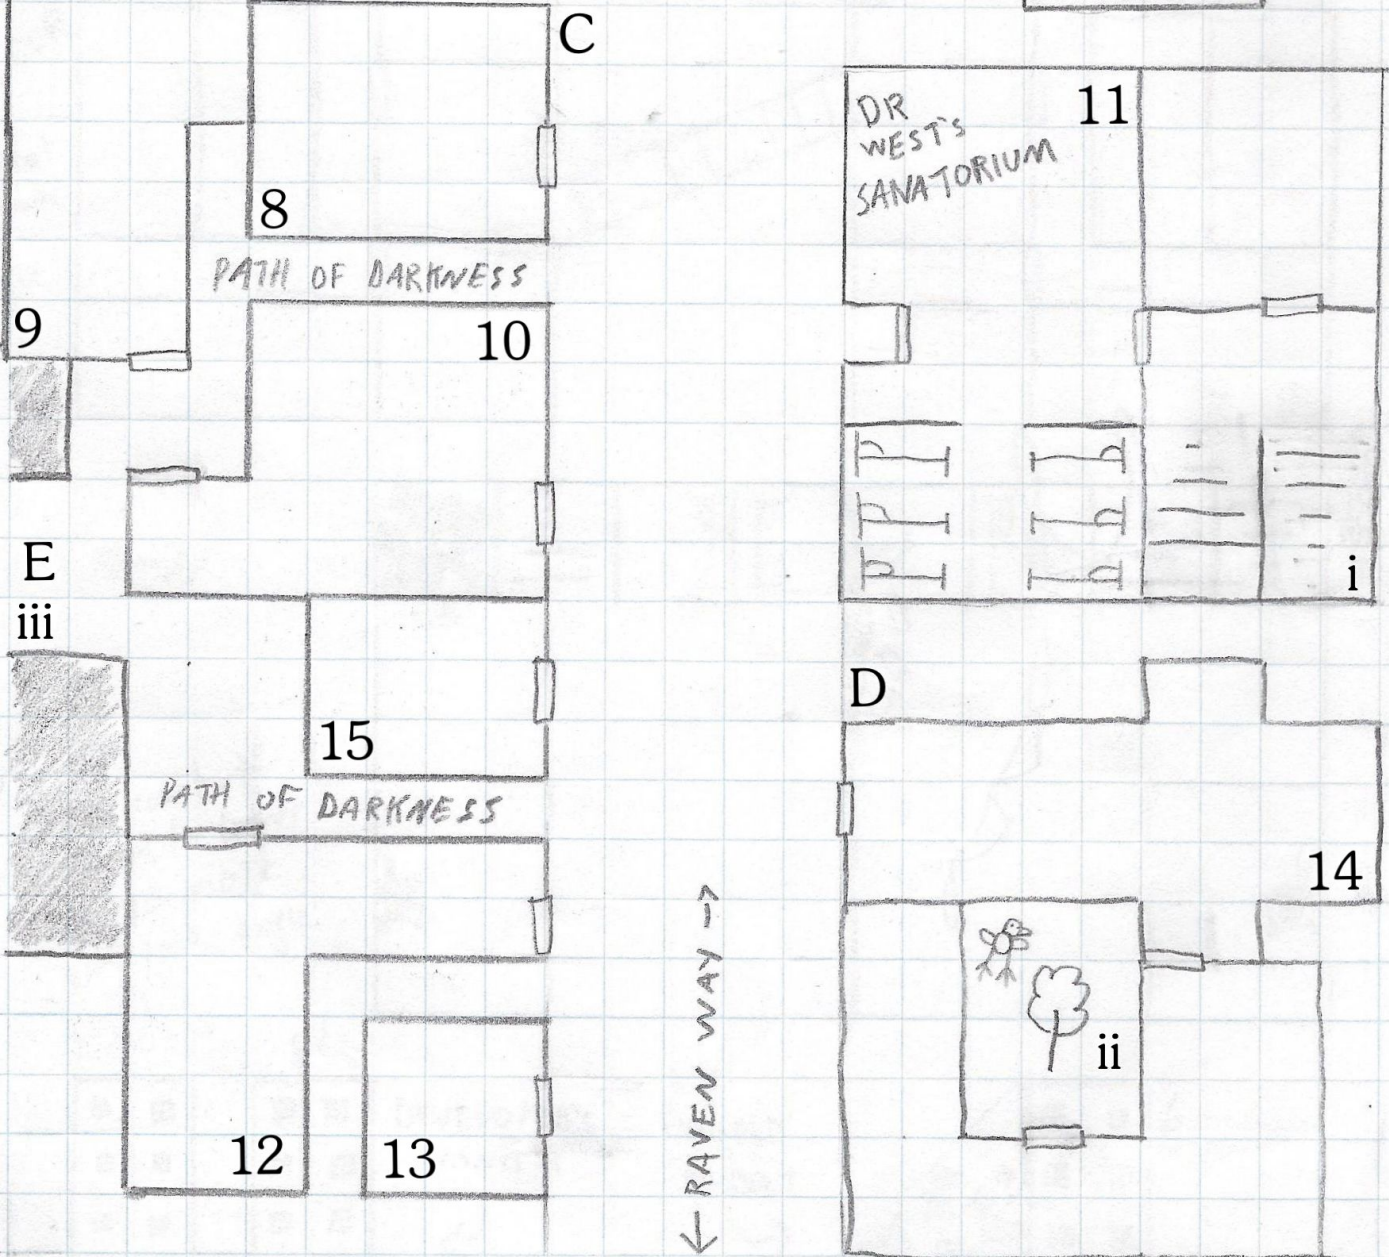 C
11
DR
WEST'S
SANATORIUM
8
PATH OF DARKNESS
9
10
E
iii
i
D
15
PATH OF DARKNESS
14
← RAVEN WAY →
ii
12
13